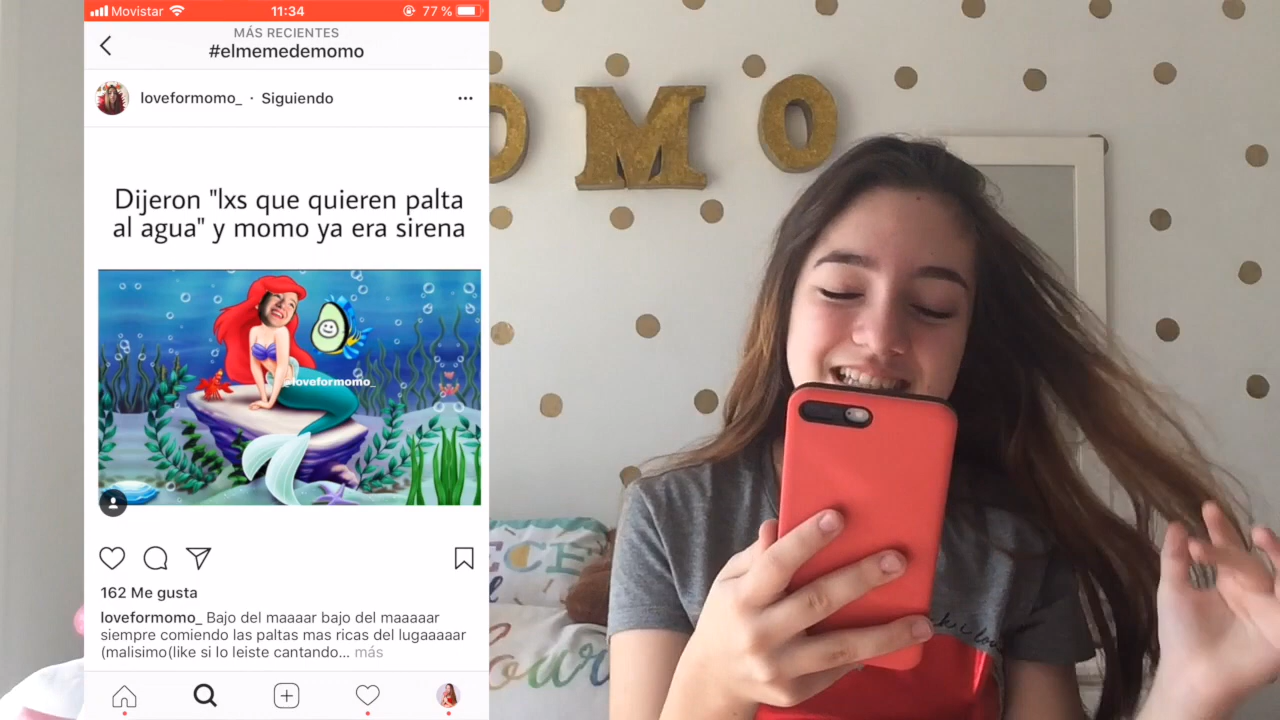 Movistar 11:34 77 %
MÁS RECIENTES
#elmemedemomo
loveformomo_ · Siguiendo
Dijeron "lxs que quieren palta
al agua" y momo ya era sirena
@loveformomo_
162 Me gusta
loveformomo_ Bajo del maaaar bajo del maaaaar
siempre comiendo las paltas mas ricas del lugaaaaar
(malisimo(like si lo leiste cantando... más
OMO